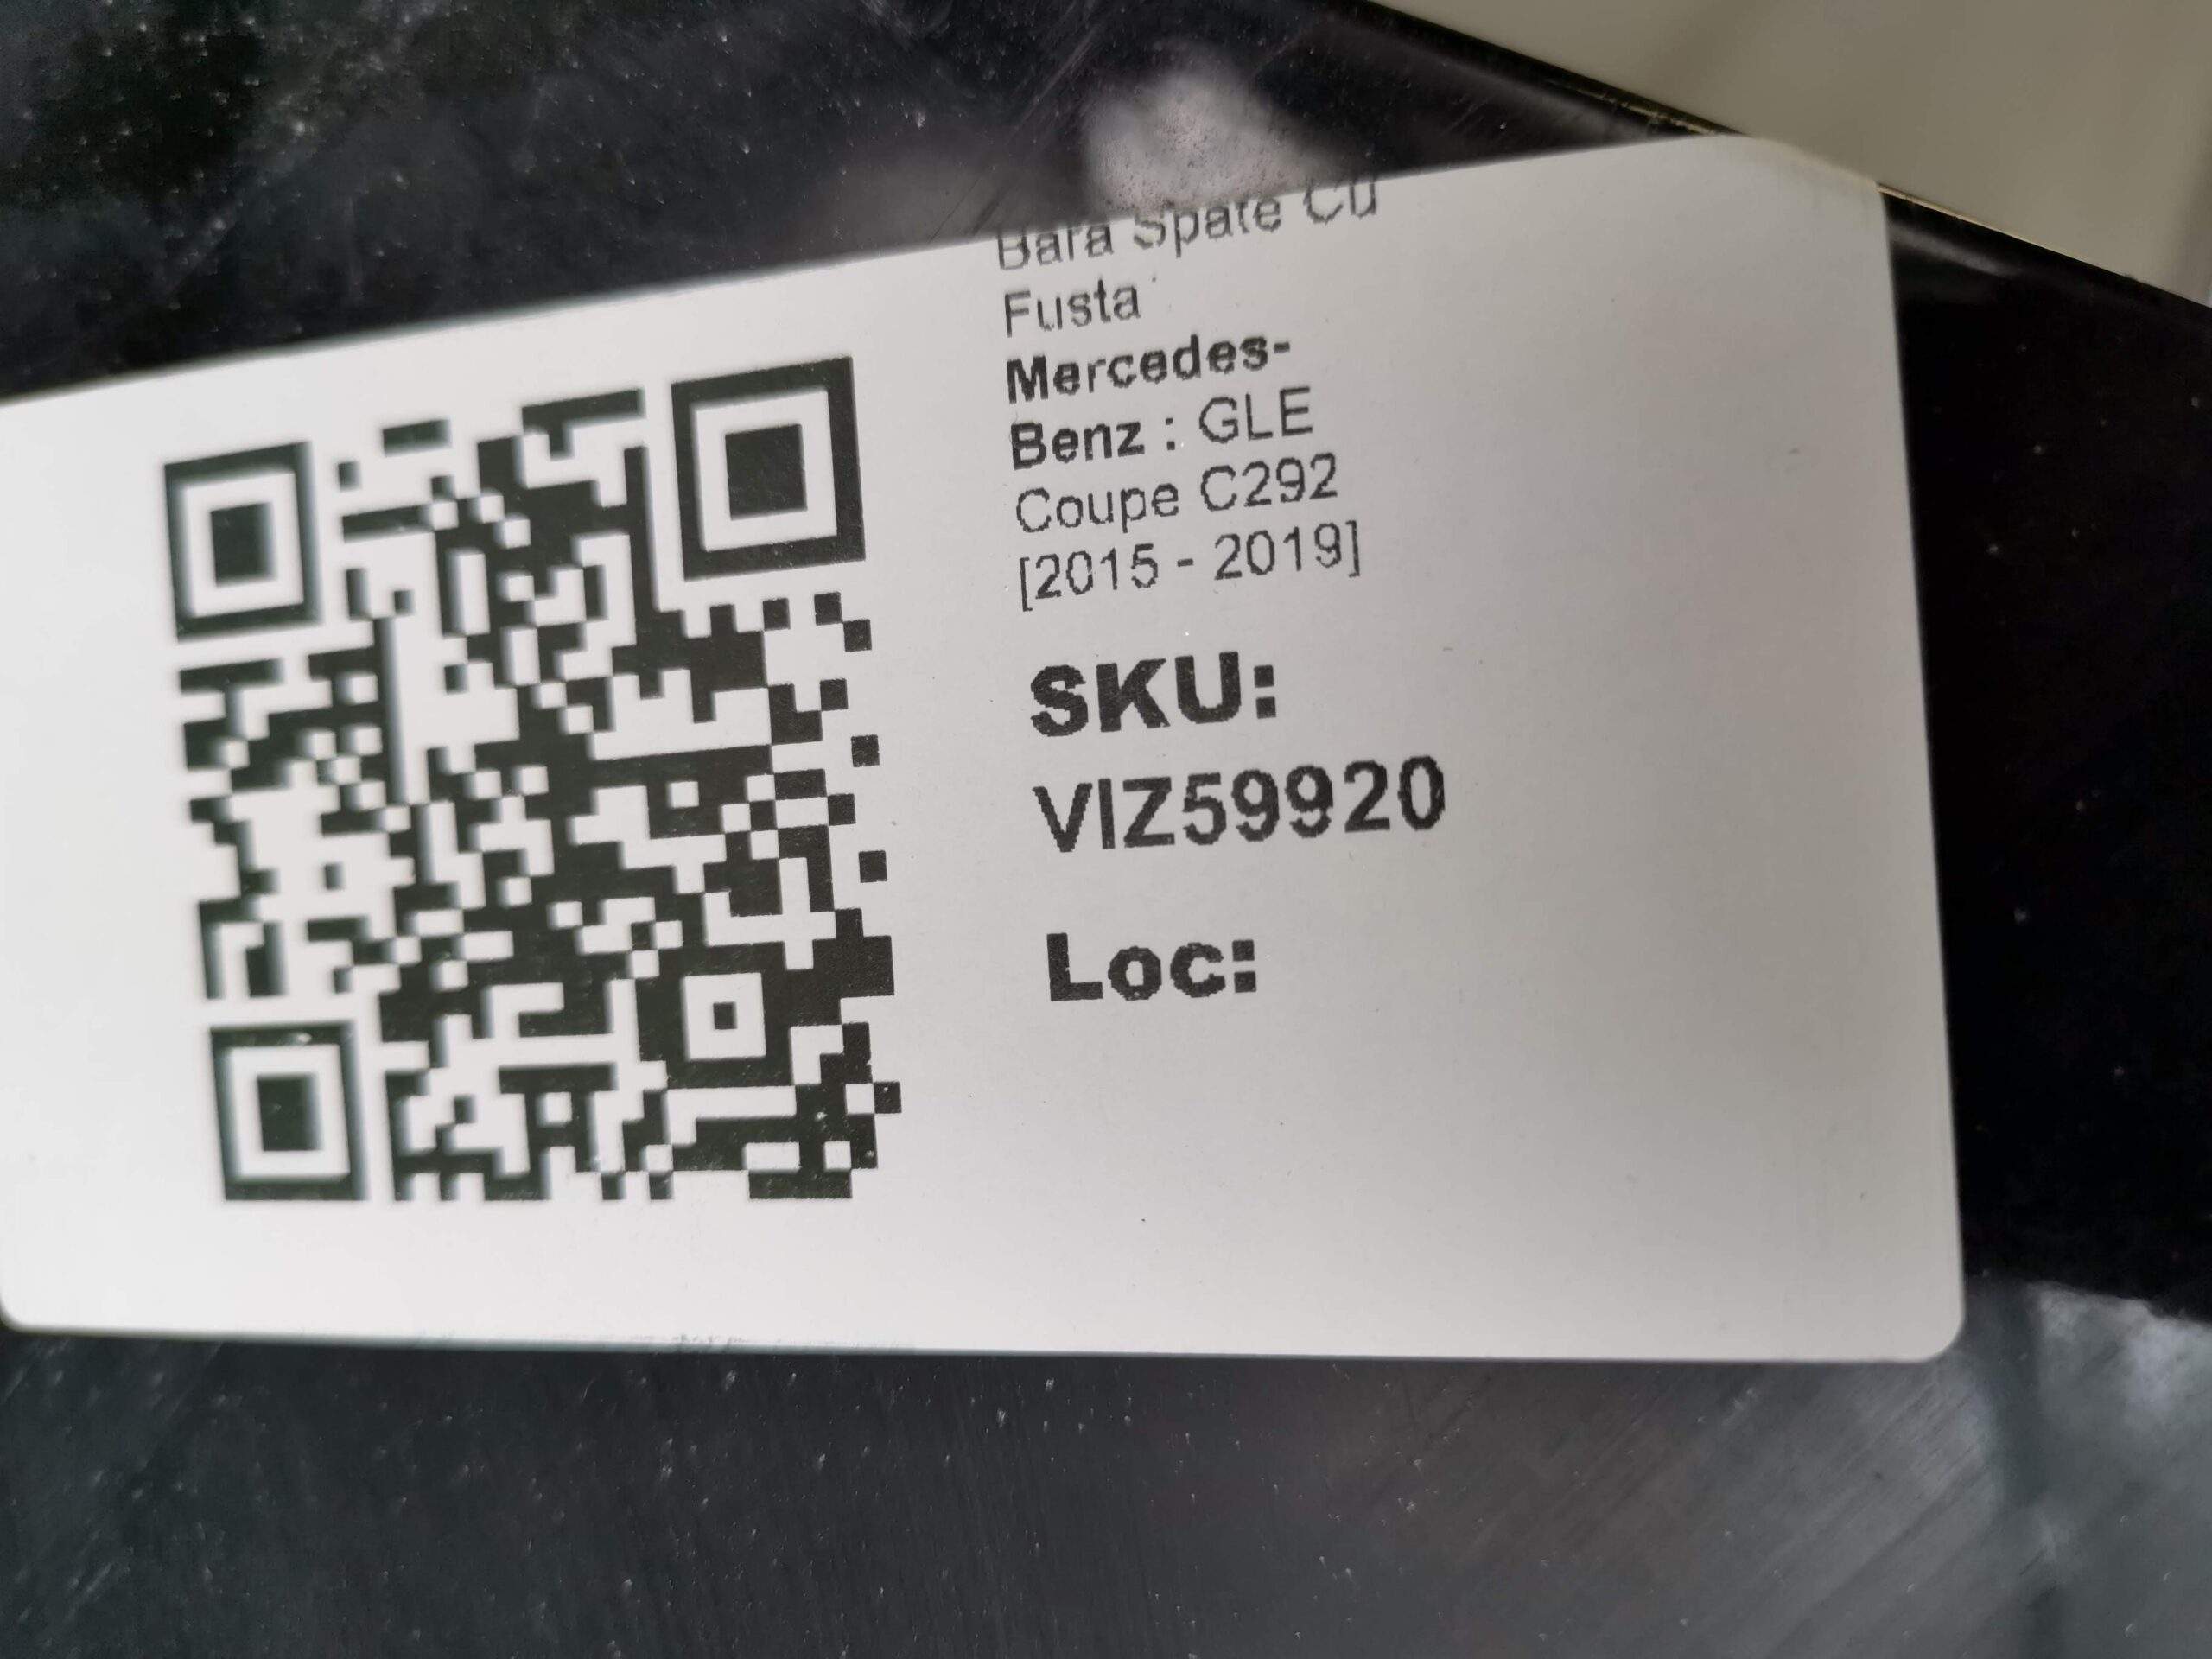 Bara Spate Cu
Fusta
Mercedes-
Benz : GLE
Coupe C292
[2015 - 2019]
SKU:
VIZ59920
Loc: